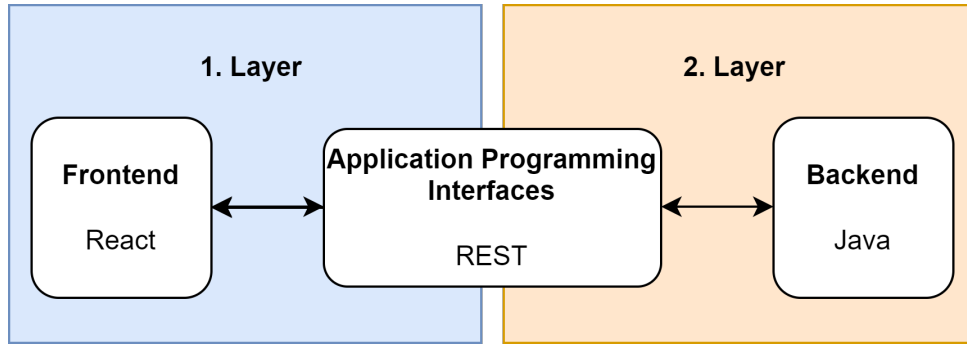 1. Layer
2. Layer
Frontend
React
Application Programming
Interfaces
REST
Backend
Java